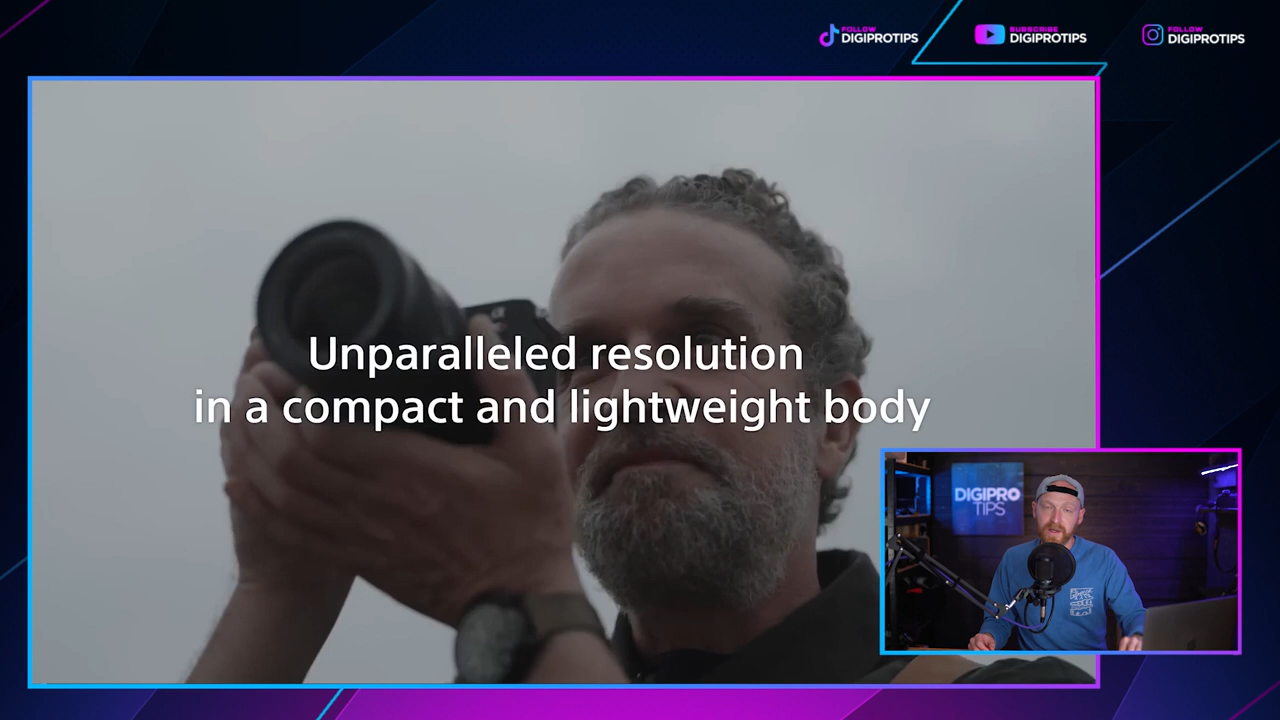 FOLLOW
DIGIPROTIPS
SUBSCRIBE
DIGIPROTIPS
FOLLOW
DIGIPROTIPS
Unparalleled resolution
in a compact and lightweight body
DIGIPRO
TIPS